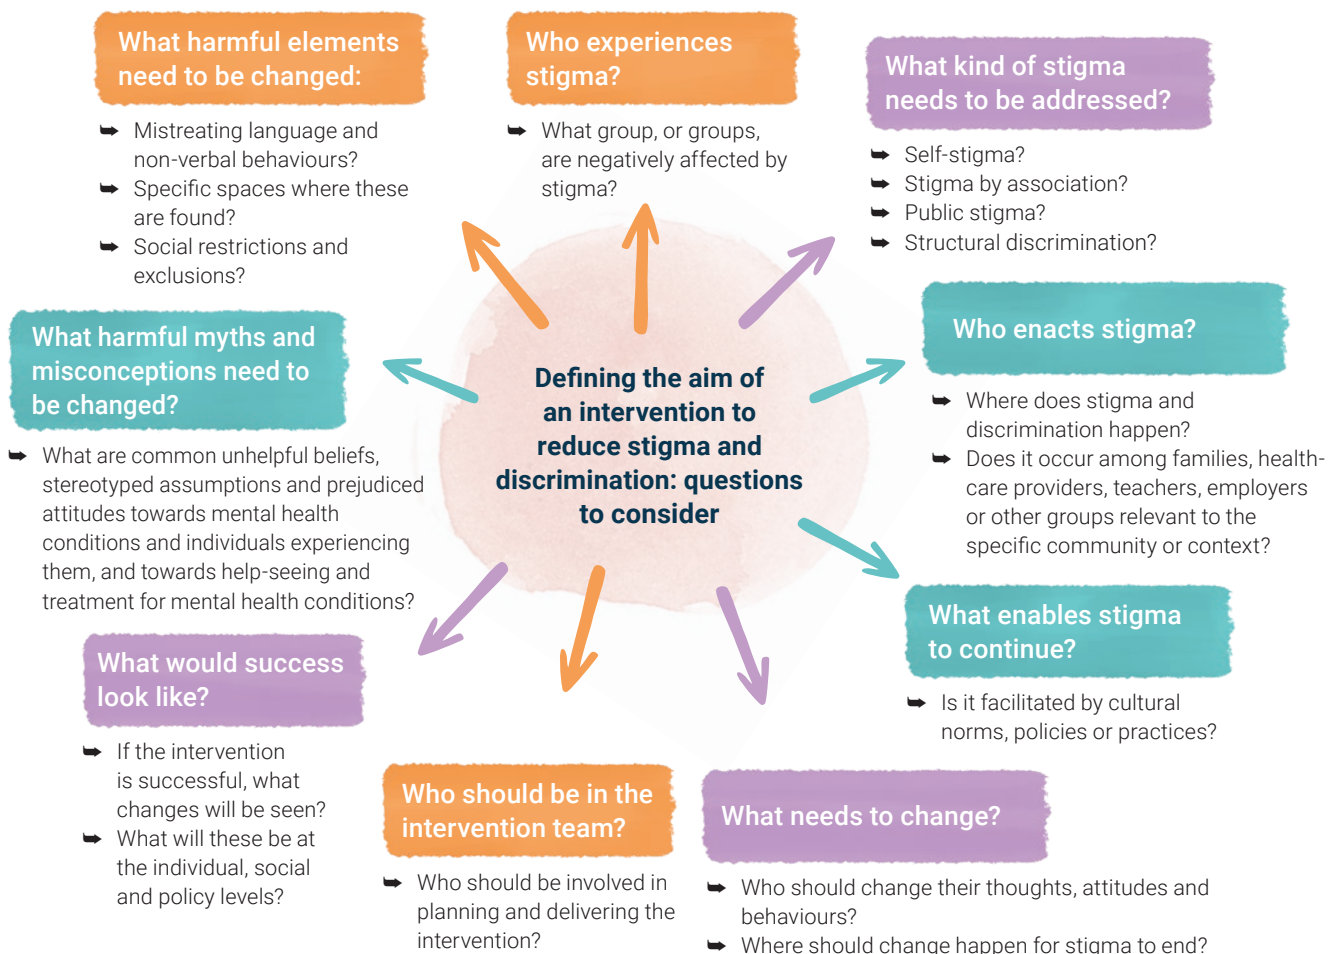 What harmful elements
need to be changed:
➥ Mistreating language and
non-verbal behaviours?
➥ Specific spaces where these
are found?
➥ Social restrictions and
exclusions?
Who experiences
stigma?
➥ What group, or groups,
are negatively affected by
stigma?
What kind of stigma
needs to be addressed?
➥ Self-stigma?
➥ Stigma by association?
➥ Public stigma?
➥ Structural discrimination?
What harmful myths and
misconceptions need to
be changed?
➥ What are common unhelpful beliefs,
stereotyped assumptions and prejudiced
attitudes towards mental health
conditions and individuals experiencing
them, and towards help-seeking and
treatment for mental health conditions?
Defining the aim of
an intervention to
reduce stigma and
discrimination: questions
to consider
Who enacts stigma?
➥ Where does stigma and
discrimination happen?
➥ Does it occur among families, health-
care providers, teachers, employers
or other groups relevant to the
specific community or context?
What enables stigma
to continue?
➥ Is it facilitated by cultural
norms, policies or practices?
What would success
look like?
➥ If the intervention
is successful, what
changes will be seen?
➥ What will these be at
the individual, social
and policy levels?
Who should be in the
intervention team?
➥ Who should be involved in
planning and delivering the
intervention?
What needs to change?
➥ Who should change their thoughts, attitudes and
behaviours?
➥ Where should change happen for stigma to end?